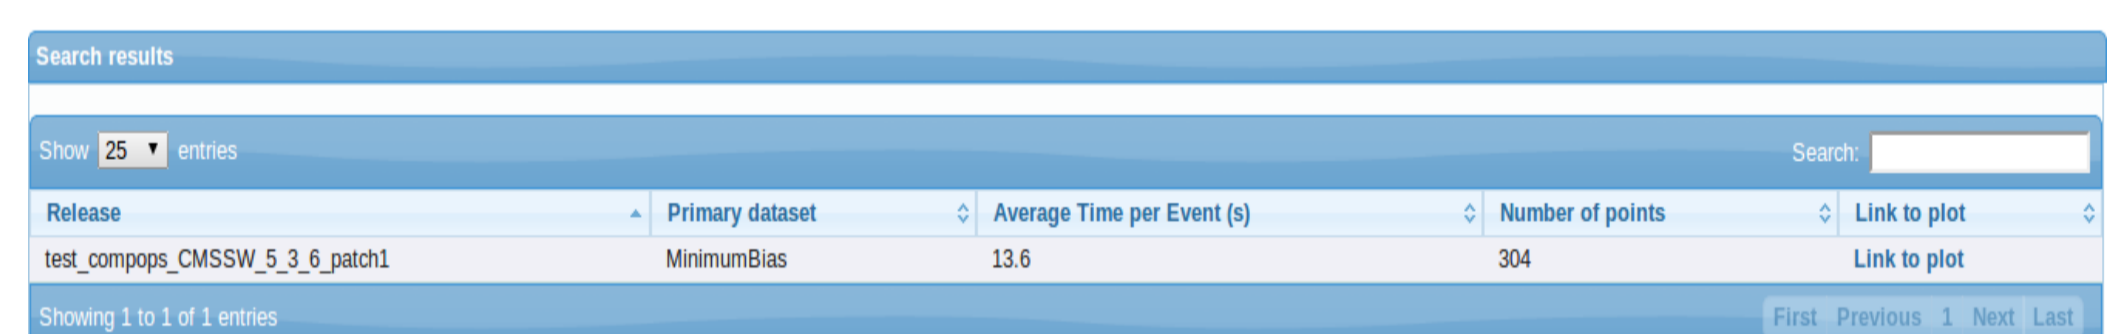 Search results
Show 25 entries Search:
Release Primary dataset Average Time per Event (s) Number of points Link to plot
test_compops_CMSSW_5_3_6_patch1 MinimumBias 13.6 304 Link to plot
Showing 1 to 1 of 1 entries First Previous 1 Next Last